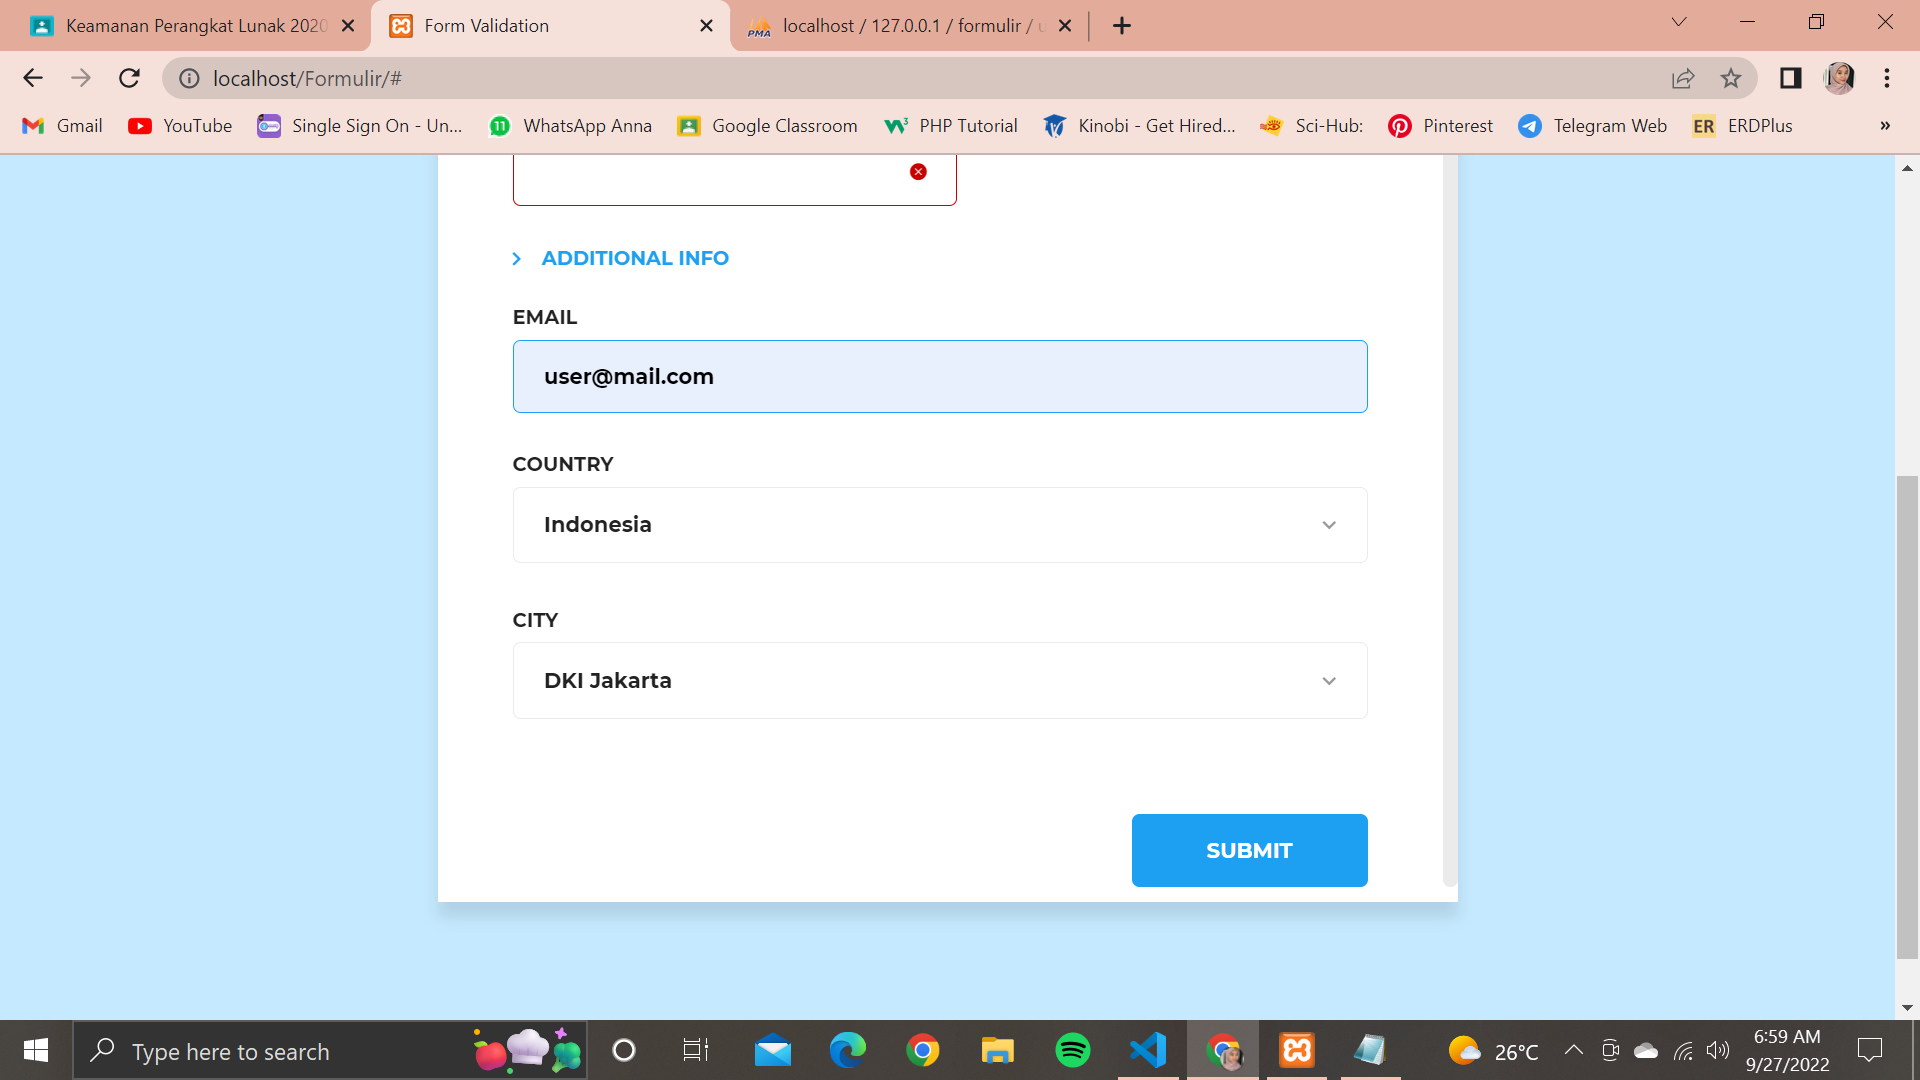 Keamanan Perangkat Lunak 2020
Form Validation
localhost / 127.0.0.1 / formulir / u
localhost/Formulir/#
Gmail
YouTube
Single Sign On - Un...
11
WhatsApp Anna
Google Classroom
PHP Tutorial
Kinobi - Get Hired...
Sci-Hub:
Pinterest
Telegram Web
ER
ERDPlus
»
ADDITIONAL INFO
EMAIL
user@mail.com
COUNTRY
Indonesia
CITY
DKI Jakarta
SUBMIT
Type here to search
26°C
6:59 AM
9/27/2022